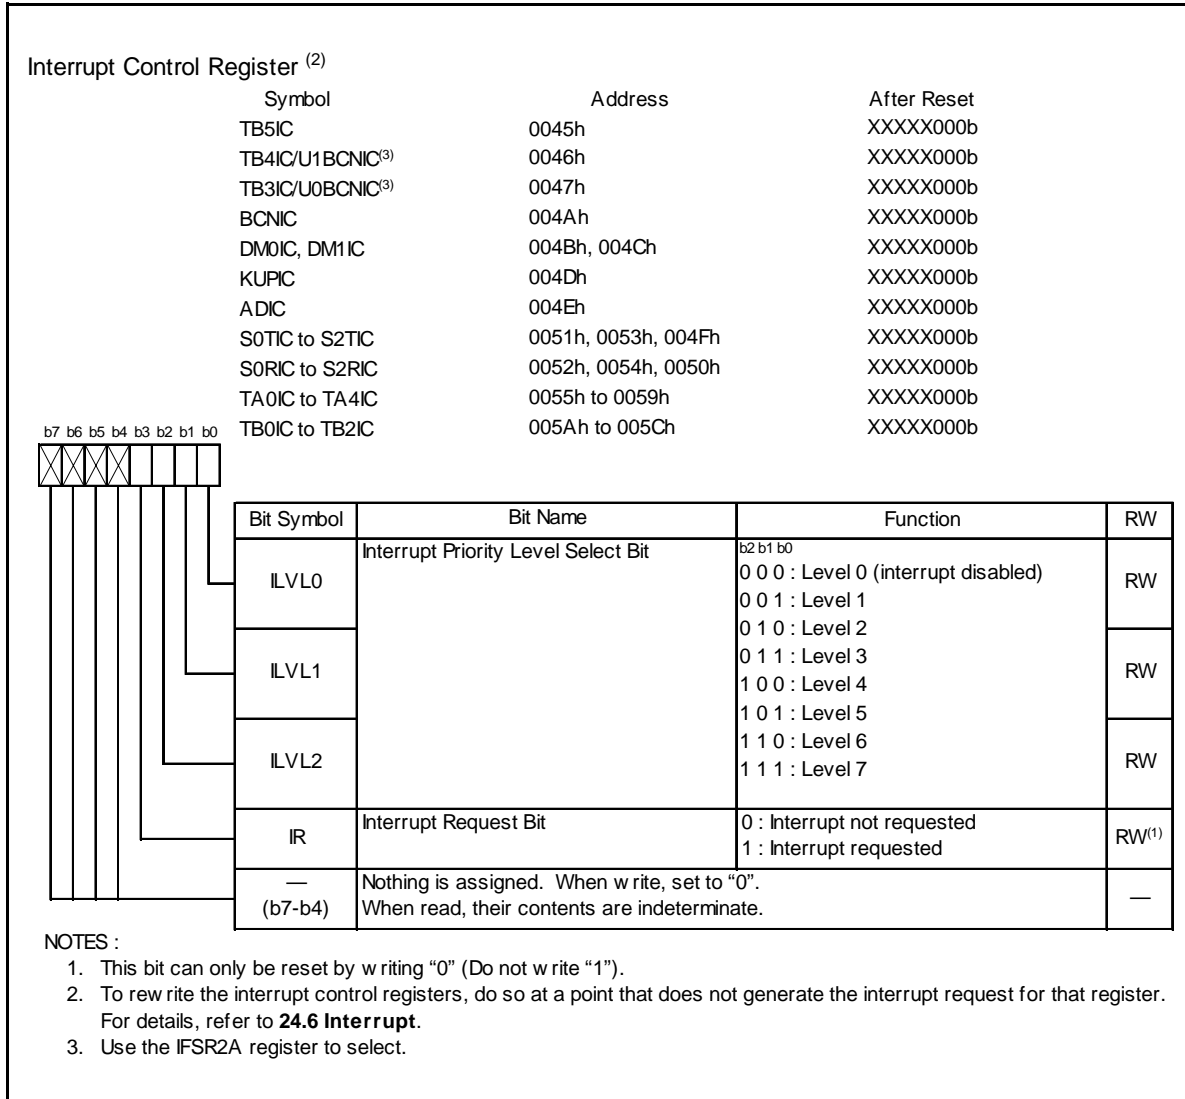 Interrupt Control Register (2)
Symbol Address After Reset
TB5IC 0045h XXXXX000b
TB4IC/U1BCNIC(3) 0046h XXXXX000b
TB3IC/U0BCNIC(3) 0047h XXXXX000b
BCNIC 004Ah XXXXX000b
DM0IC, DM1IC 004Bh, 004Ch XXXXX000b
KUPIC 004Dh XXXXX000b
ADIC 004Eh XXXXX000b
S0TIC to S2TIC 0051h, 0053h, 004Fh XXXXX000b
S0RIC to S2RIC 0052h, 0054h, 0050h XXXXX000b
TA0IC to TA4IC 0055h to 0059h XXXXX000b
b7 b6 b5 b4 b3 b2 b1 b0 TB0IC to TB2IC 005Ah to 005Ch XXXXX000b
Bit Symbol Bit Name Function RW
Interrupt Priority Level Select Bit b2 b1 b0
ILVL0 0 0 0 : Level 0 (interrupt disabled) RW
0 0 1 : Level 1
0 1 0 : Level 2
ILVL1 0 1 1 : Level 3 RW
1 0 0 : Level 4
1 0 1 : Level 5
1 1 0 : Level 6
ILVL2 1 1 1 : Level 7 RW
IR Interrupt Request Bit 0 : Interrupt not requested RW(1)
1 : Interrupt requested
— Nothing is assigned. When write, set to “0”. —
(b7-b4) When read, their contents are indeterminate.
NOTES :
1. This bit can only be reset by writing “0” (Do not write “1”).
2. To rewrite the interrupt control registers, do so at a point that does not generate the interrupt request for that register.
For details, refer to 24.6 Interrupt.
3. Use the IFSR2A register to select.